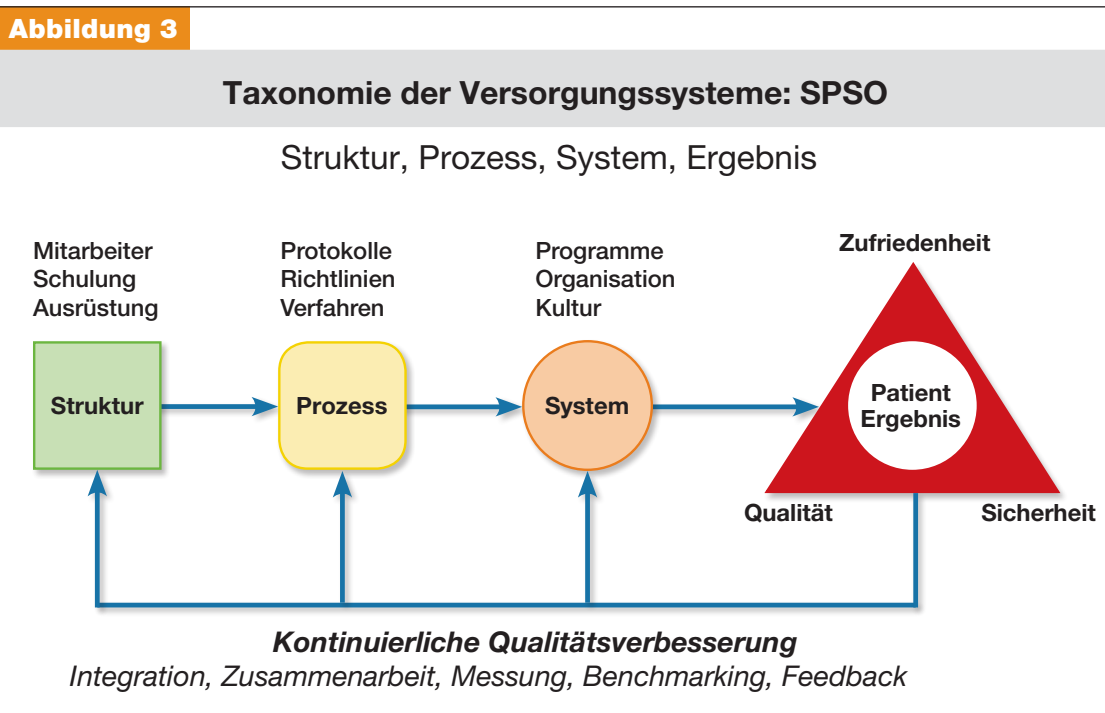 Abbildung 3
Taxonomie der Versorgungssysteme: SPSO
Struktur, Prozess, System, Ergebnis
Mitarbeiter
Schulung
Ausrüstung
Protokolle
Richtlinien
Verfahren
Programme
Organisation
Kultur
Zufriedenheit
Struktur
Prozess
System
Patient
Ergebnis
Qualität
Sicherheit
Kontinuierliche Qualitätsverbesserung
Integration, Zusammenarbeit, Messung, Benchmarking, Feedback